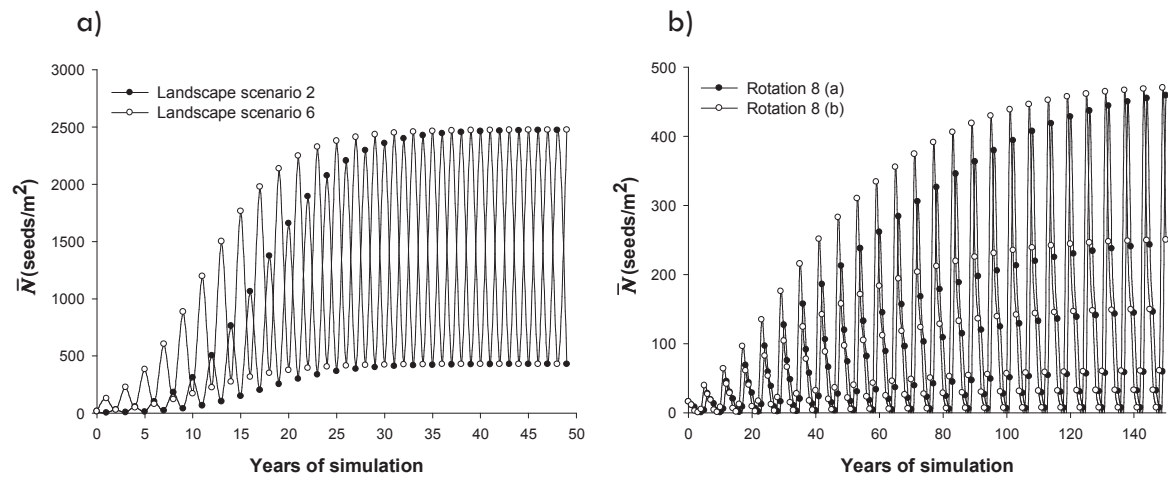 a)
3000
2500
2000
1500
1000
500
0
N̄ (seeds/m²)
Landscape scenario 2
Landscape scenario 6
0 5 10 15 20 25 30 35 40 45 50
Years of simulation
b)
500
400
300
200
100
0
N̄ (seeds/m²)
Rotation 8 (a)
Rotation 8 (b)
0 20 40 60 80 100 120 140
Years of simulation